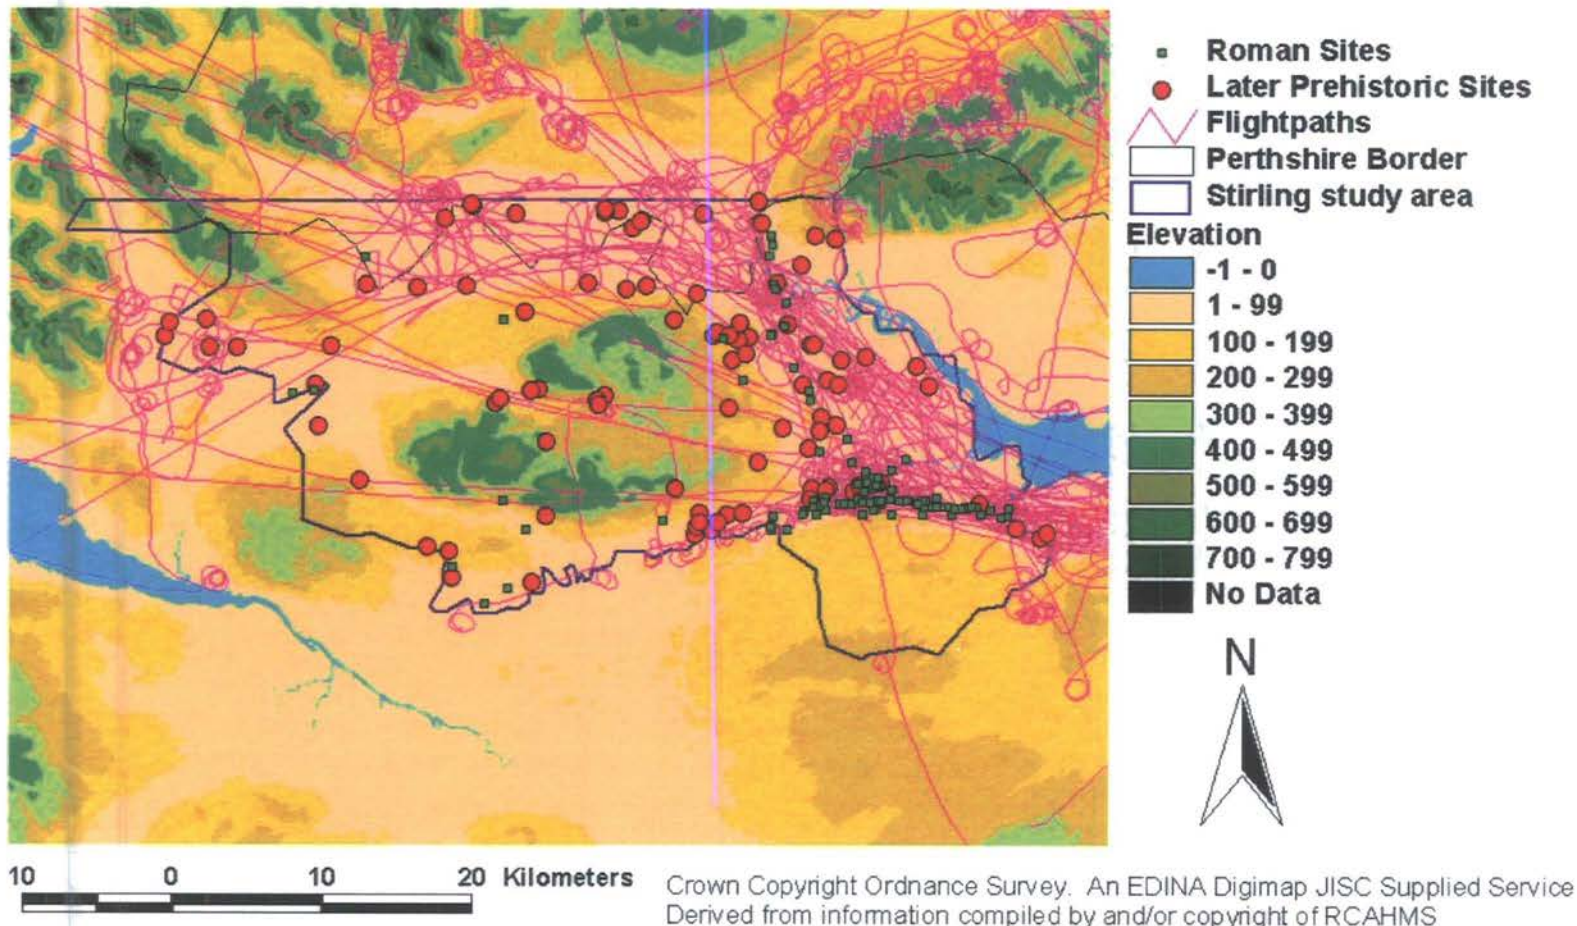 Roman Sites
Later Prehistoric Sites
Flightpaths
Perthshire Border
Stirling study area
Elevation
-1 - 0
1 - 99
100 - 199
200 - 299
300 - 399
400 - 499
500 - 599
600 - 699
700 - 799
No Data
N
10 0 10 20 Kilometers
Crown Copyright Ordnance Survey. An EDINA Digimap JISC Supplied Service
Derived from information compiled by and/or copyright of RCAHMS